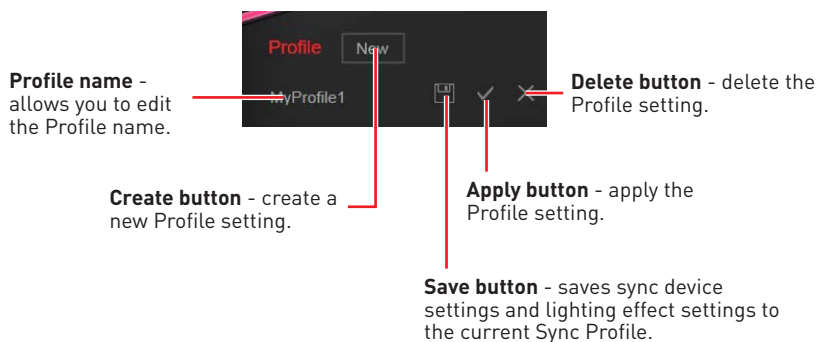 Profile New
MyProfile1
Profile name -
allows you to edit
the Profile name.
Delete button - delete the
Profile setting.
Create button - create a
new Profile setting.
Apply button - apply the
Profile setting.
Save button - saves sync device
settings and lighting effect settings to
the current Sync Profile.